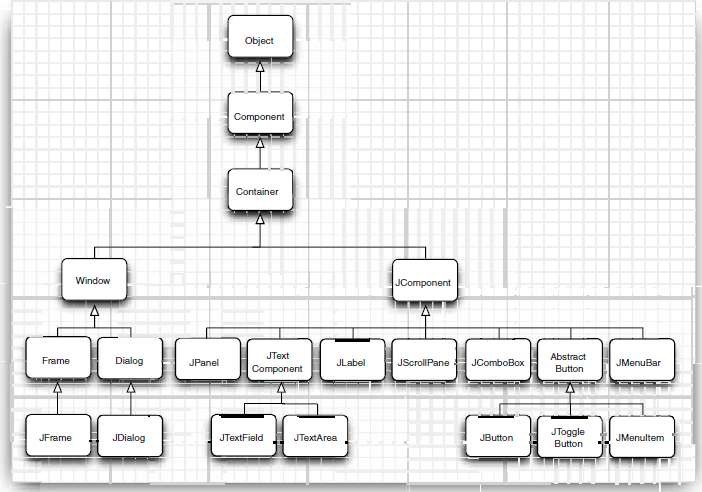 Object
Component
Container
Window
JComponent
Frame
Dialog
JPanel
JText
Component
JLabel
JScrollPane
JComboBox
Abstract
Button
JMenuBar
JFrame
JDialog
JTextField
JTextArea
JButton
JToggle
Button
JMenuItem